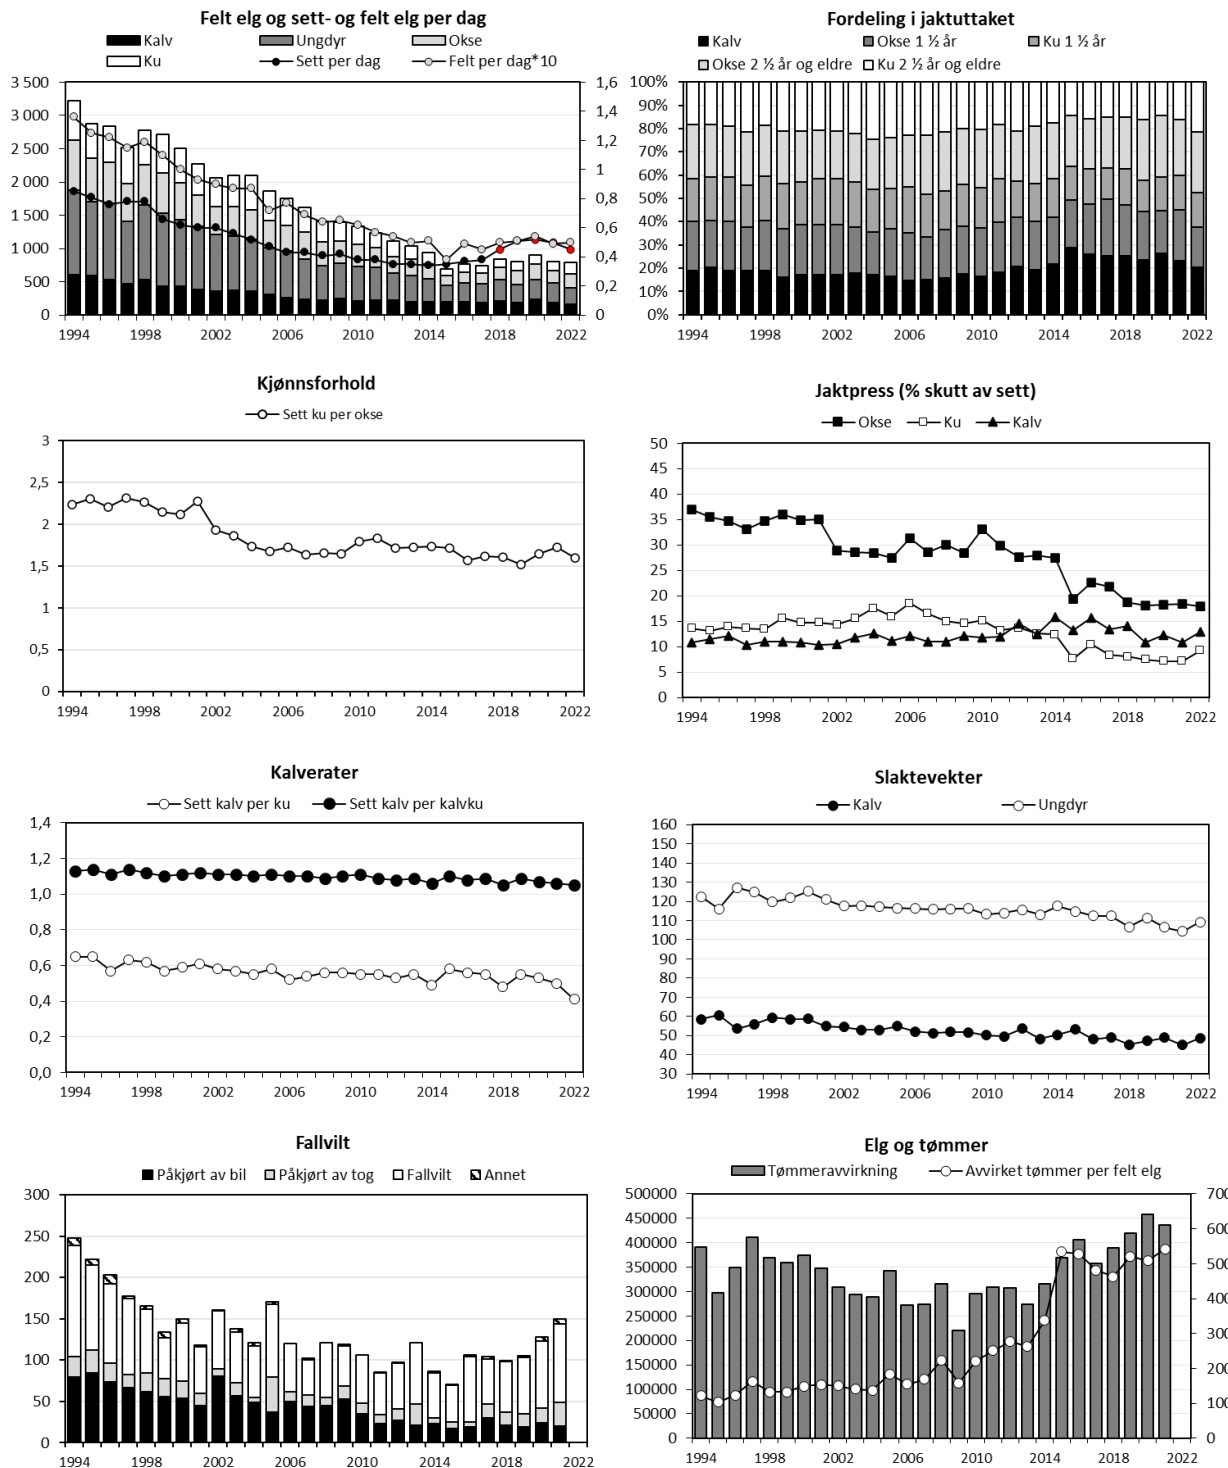 Felt elg og sett- og felt elg per dag
Kalv Ungdyr Okse
Ku Sett per dag Felt per dag*10
3 500 1,6
3 000 1,4
2 500 1,2
2 000 1
1 500 0,8
1 000 0,6
500 0,4
0 0,2
0
1994 1998 2002 2006 2010 2014 2018 2022
Fordeling i jaktuttaket
Kalv Okse 1 ½ år Ku 1 ½ år
Okse 2 ½ år og eldre Ku 2 ½ år og eldre
100%
90%
80%
70%
60%
50%
40%
30%
20%
10%
0%
1994 1998 2002 2006 2010 2014 2018 2022
Kjønnsforhold
Sett ku per okse
3
2,5
2
1,5
1
0,5
0
1994 1998 2002 2006 2010 2014 2018 2022
Jaktpress (% skutt av sett)
Okse Ku Kalv
50
45
40
35
30
25
20
15
10
5
0
1994 1998 2002 2006 2010 2014 2018 2022
Kalverater
Sett kalv per ku Sett kalv per kalvku
1,4
1,2
1,0
0,8
0,6
0,4
0,2
0,0
1994 1998 2002 2006 2010 2014 2018 2022
Slaktevekter
Kalv Ungdyr
160
150
140
130
120
110
100
90
80
70
60
50
40
30
1994 1998 2002 2006 2010 2014 2018 2022
Fallvilt
Påkjørt av bil Påkjørt av tog Fallvilt Annet
300
250
200
150
100
50
0
1994 1998 2002 2006 2010 2014 2018 2022
Elg og tømmer
Tømmeravvirkning Avvirket tømmer per felt elg
500000 700
450000 600
400000 500
350000 400
300000 300
250000 200
200000 100
150000 0
100000
50000
0
1994 1998 2002 2006 2010 2014 2018 2022